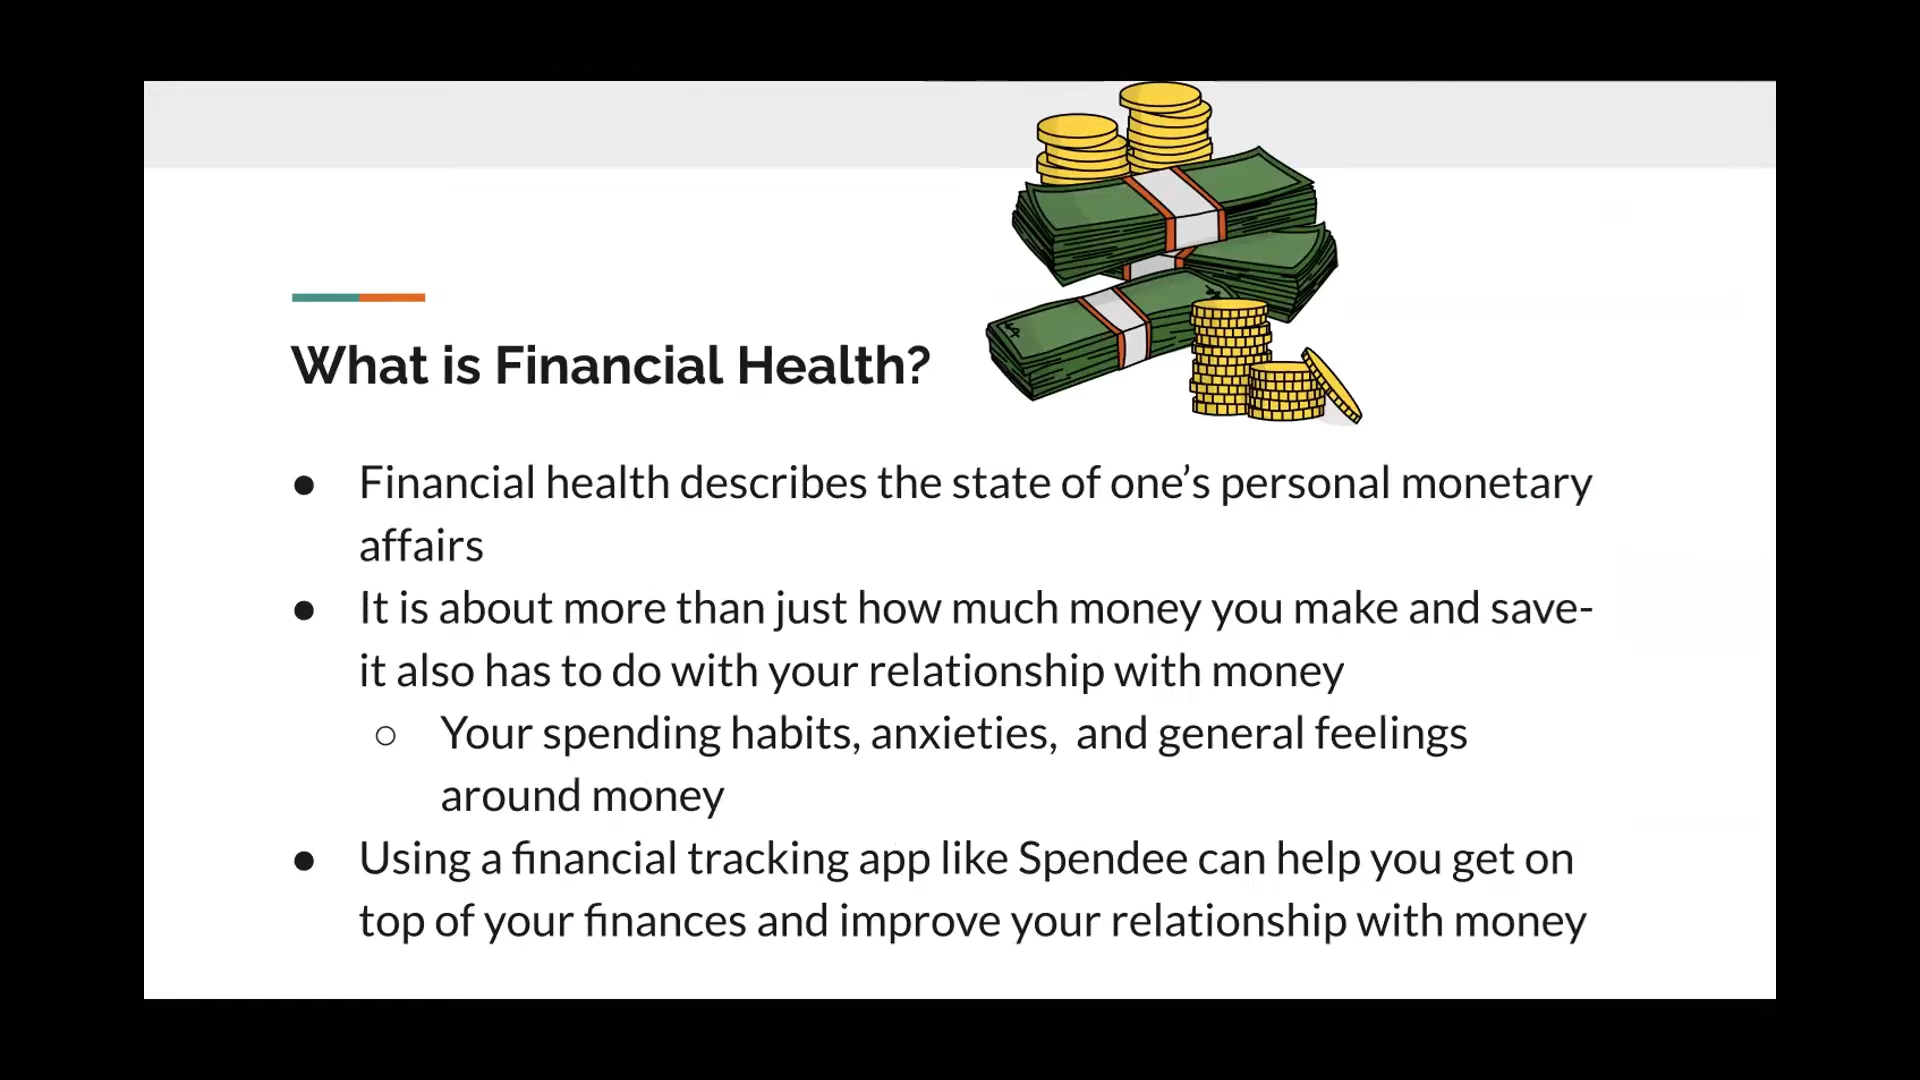 What is Financial Health?
● Financial health describes the state of one’s personal monetary
affairs
● It is about more than just how much money you make and save-
it also has to do with your relationship with money
○ Your spending habits, anxieties,  and general feelings
around money
● Using a financial tracking app like Spendee can help you get on
top of your finances and improve your relationship with money